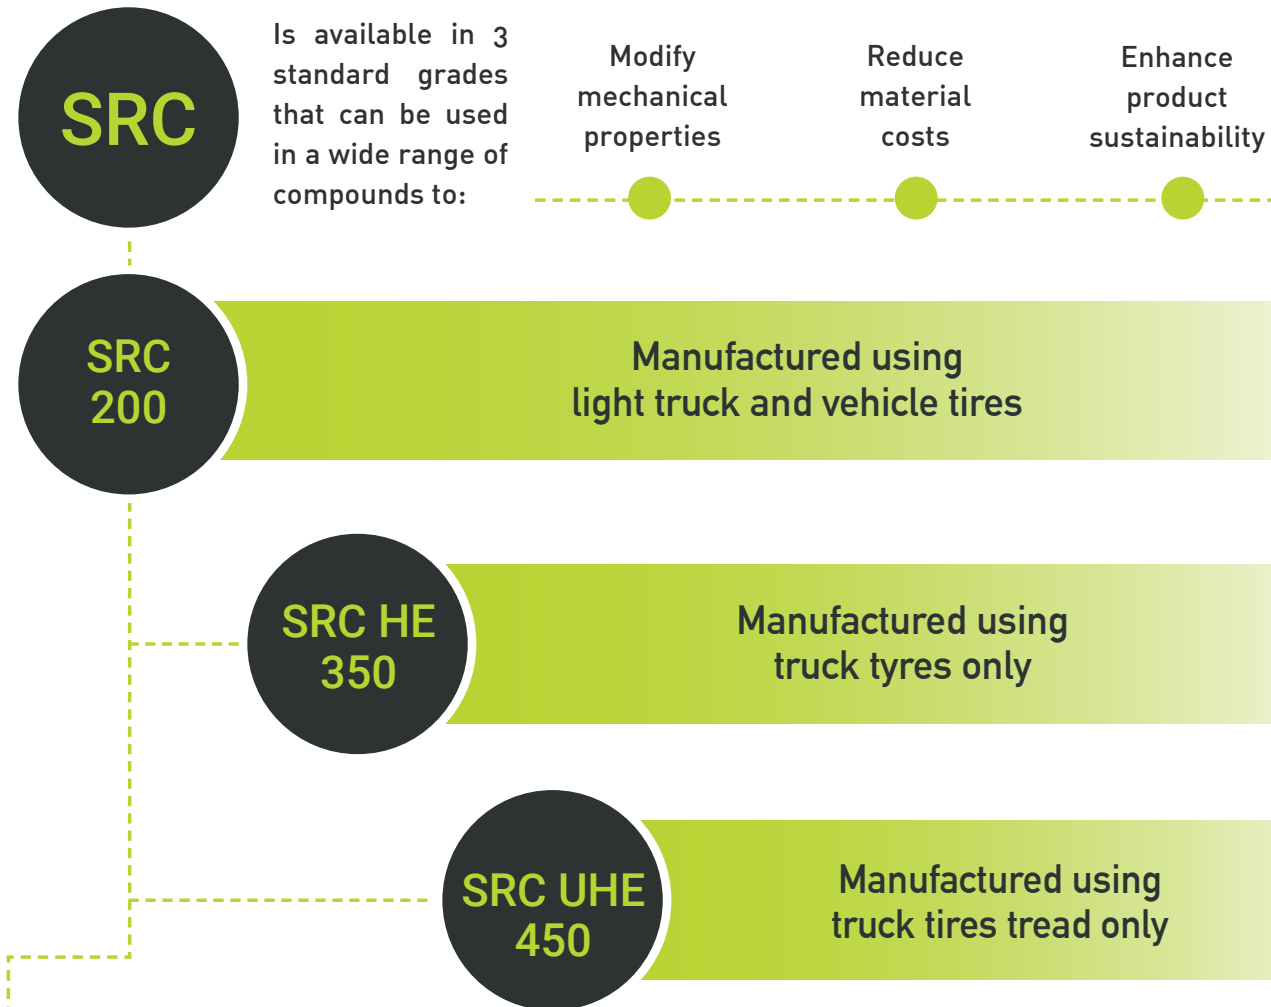 SRC
Is available in 3
standard grades
that can be used
in a wide range of
compounds to:
Modify
mechanical
properties
Reduce
material
costs
Enhance
product
sustainability
SRC
200
Manufactured using
light truck and vehicle tires
SRC HE
350
Manufactured using
truck tyres only
SRC UHE
450
Manufactured using
truck tires tread only